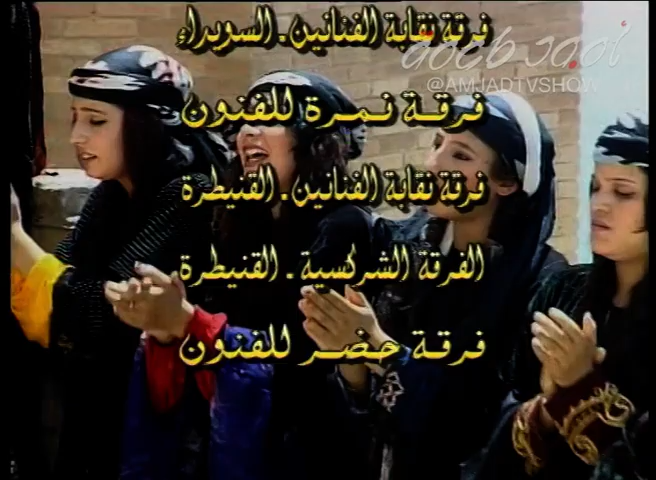 فرقة نقابة الفنانين . السويداء
@AMJADTVSHOW
فرقة نمرة للفنون
فرقة نقابة الفنانين . القنيطرة
الفرقة الشركسية . القنيطرة
فرقة حضر للفنون